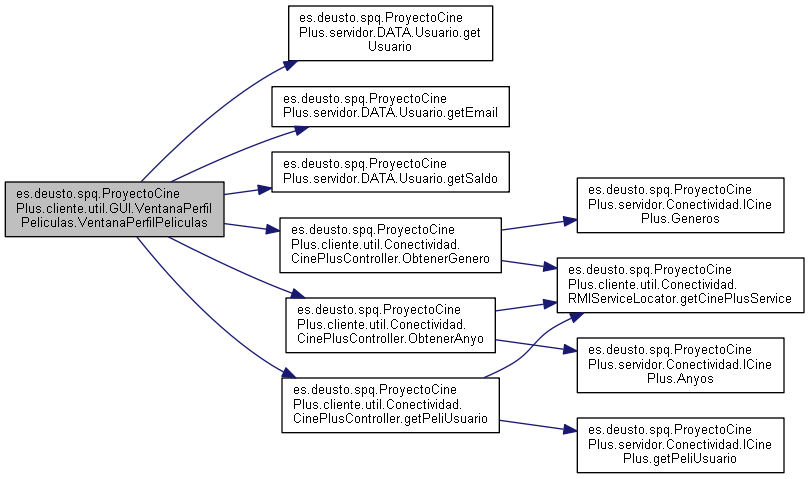 es.deusto.spq.ProyectoCine
Plus.servidor.DATA.Usuario.get
Usuario
es.deusto.spq.ProyectoCine
Plus.servidor.DATA.Usuario.getEmail
es.deusto.spq.ProyectoCine
Plus.servidor.DATA.Usuario.getSaldo
es.deusto.spq.ProyectoCine
Plus.cliente.util.GUI.VentanaPerfil
Peliculas.VentanaPerfilPeliculas
es.deusto.spq.ProyectoCine
Plus.cliente.util.Conectividad.
CinePlusController.ObtenerGenero
es.deusto.spq.ProyectoCine
Plus.servidor.Conectividad.ICine
Plus.Generos
es.deusto.spq.ProyectoCine
Plus.cliente.util.Conectividad.
RMIServiceLocator.getCinePlusService
es.deusto.spq.ProyectoCine
Plus.cliente.util.Conectividad.
CinePlusController.ObtenerAnyo
es.deusto.spq.ProyectoCine
Plus.servidor.Conectividad.ICine
Plus.Anyos
es.deusto.spq.ProyectoCine
Plus.cliente.util.Conectividad.
CinePlusController.getPeliUsuario
es.deusto.spq.ProyectoCine
Plus.servidor.Conectividad.ICine
Plus.getPeliUsuario